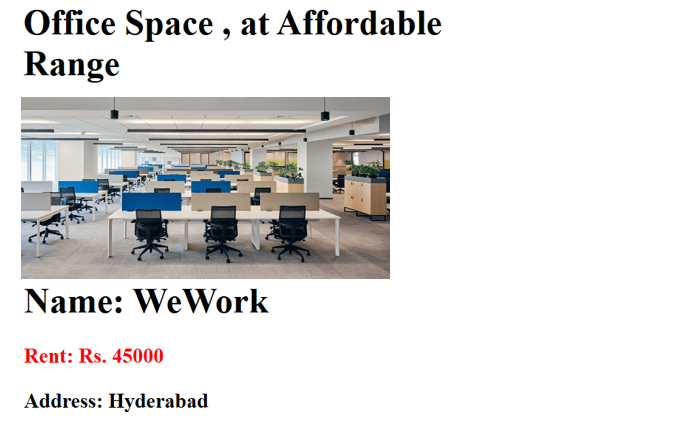 Office Space , at Affordable
Range
Name: WeWork
Rent: Rs. 45000
Address: Hyderabad